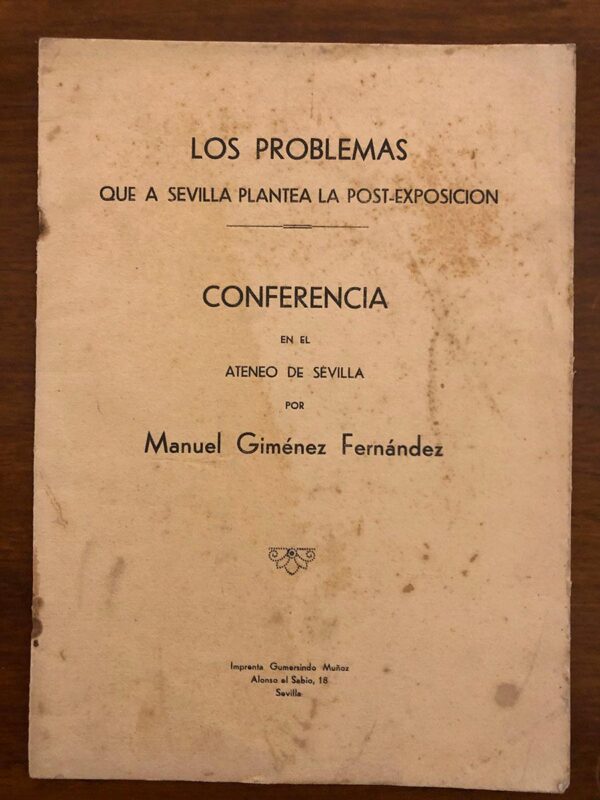 LOS PROBLEMAS
QUE A SEVILLA PLANTEA LA POST-EXPOSICION
CONFERENCIA
EN EL
ATENEO DE SEVILLA
POR
Manuel Giménez Fernández
Imprenta Gumersindo Muñoz
Alonso el Sabio, 18
Sevilla